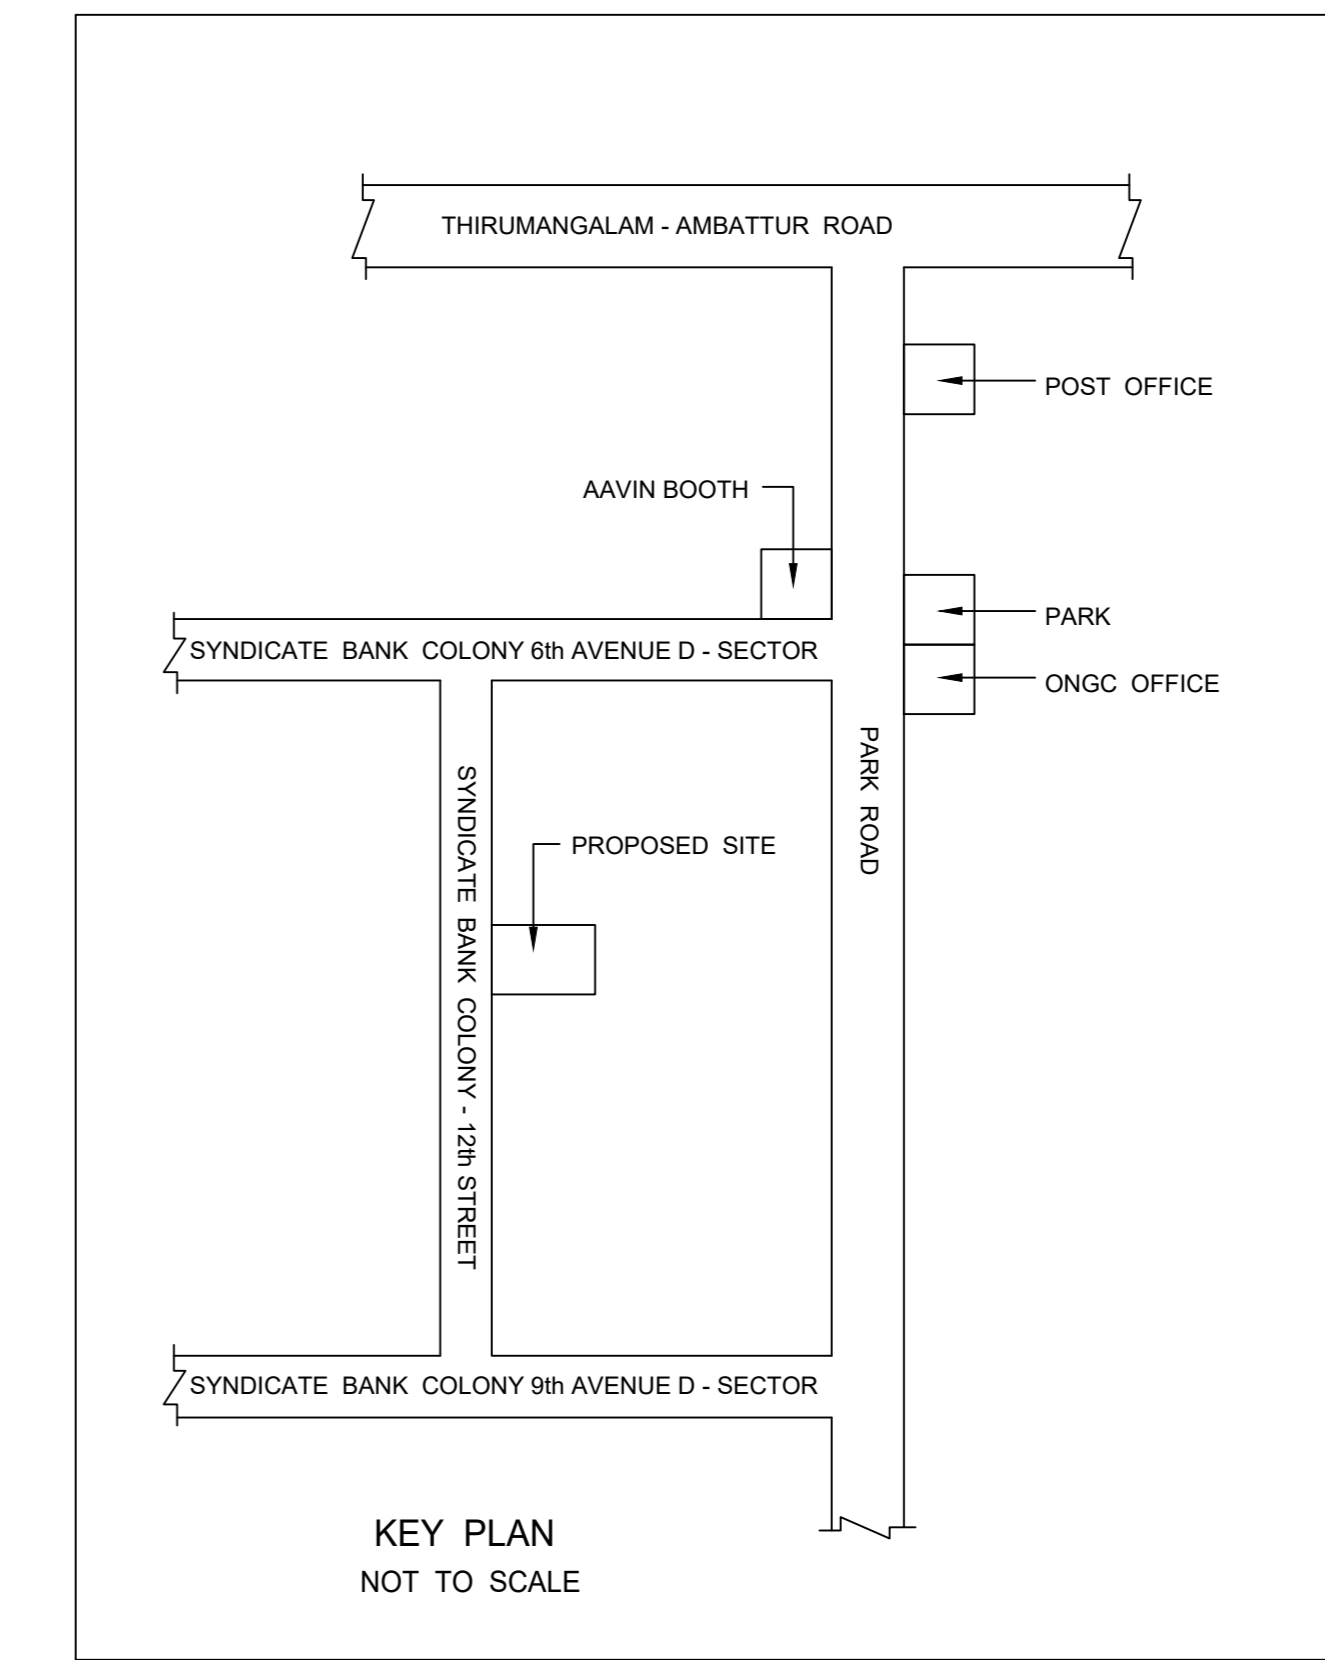 THIRUMANGALAM - AMBATTUR ROAD
POST OFFICE
AAVIN BOOTH
PARK
SYNDICATE BANK COLONY 6th AVENUE D - SECTOR
ONGC OFFICE
PARK ROAD
SYNDICATE BANK COLONY - 12th STREET
PROPOSED SITE
SYNDICATE BANK COLONY 9th AVENUE D - SECTOR
KEY PLAN
NOT TO SCALE